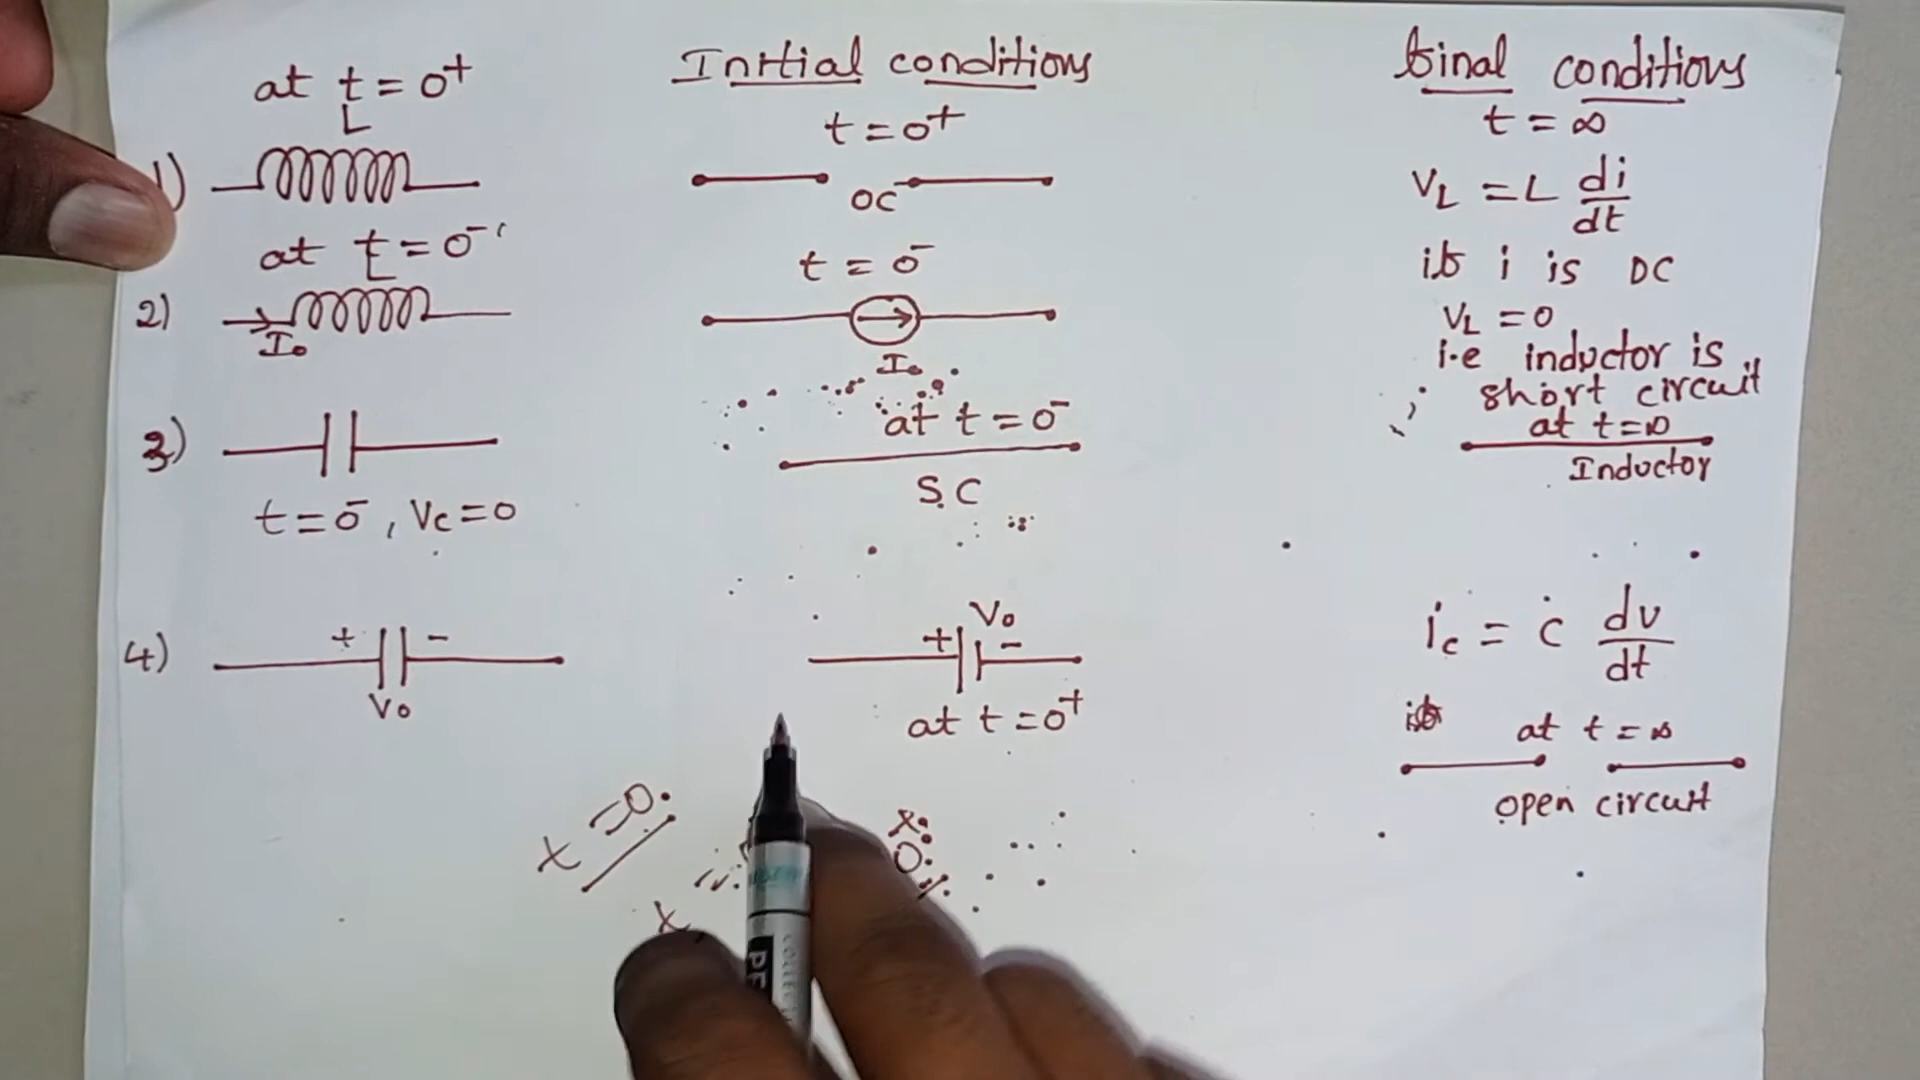 at t = 0+
L
1)
at t = 0-
L
2)
I₀
3)
t = 0-, Vc = 0
4)
+ -
V₀
Initial conditions
t = 0+
OC
t = 0-
I₀
at t = 0-
S.C
V₀
+ -
at t = 0+
t = 0
x
x
0
final conditions
t = ∞
VL = L di/dt
if i is DC
VL = 0
i.e inductor is
short circuit
at t = ∞
Inductor
ic = c dv/dt
at t = ∞
open circuit